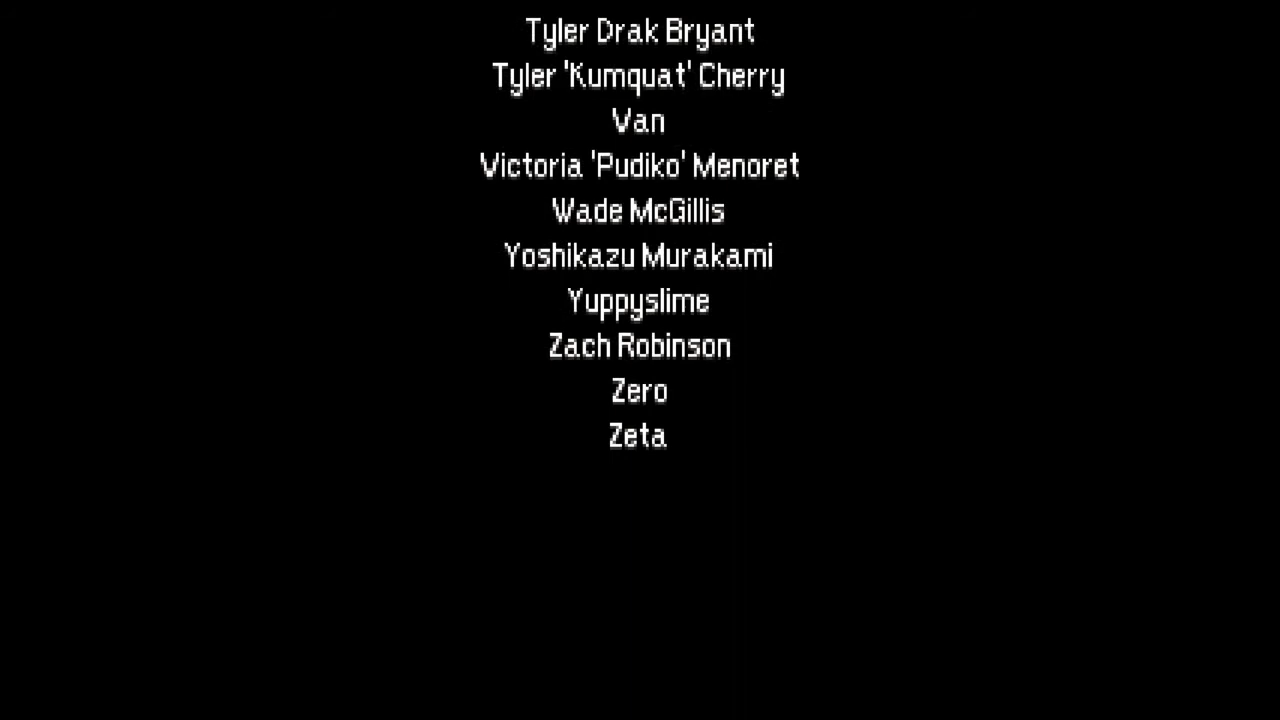 Tyler Drak Bryant
Tyler 'Kumquat' Cherry
Van
Victoria 'Pudiko' Menoret
Wade McGillis
Yoshikazu Murakami
Yuppyslime
Zach Robinson
Zero
Zeta